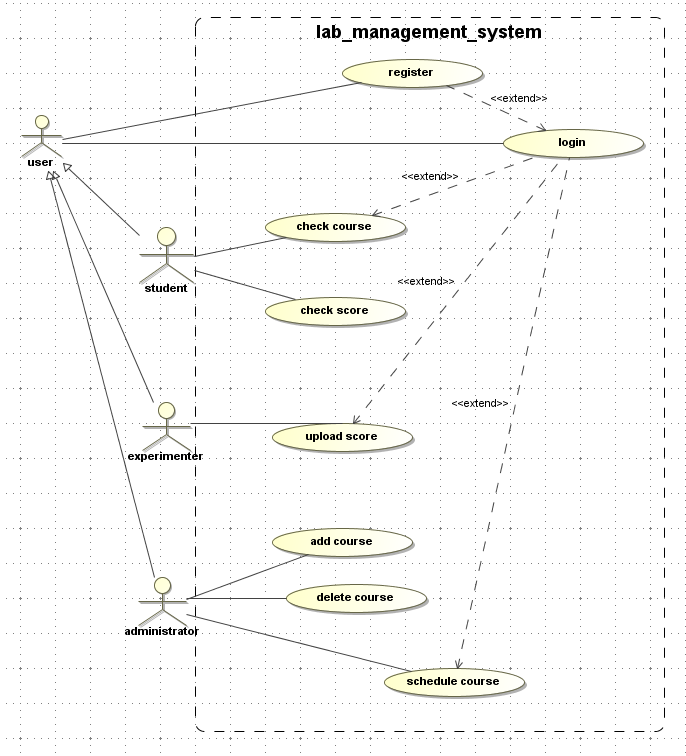 lab_management_system
register
<<extend>>
login
user
<<extend>>
check course
student
<<extend>>
check score
<<extend>>
upload score
experimenter
add course
delete course
administrator
schedule course